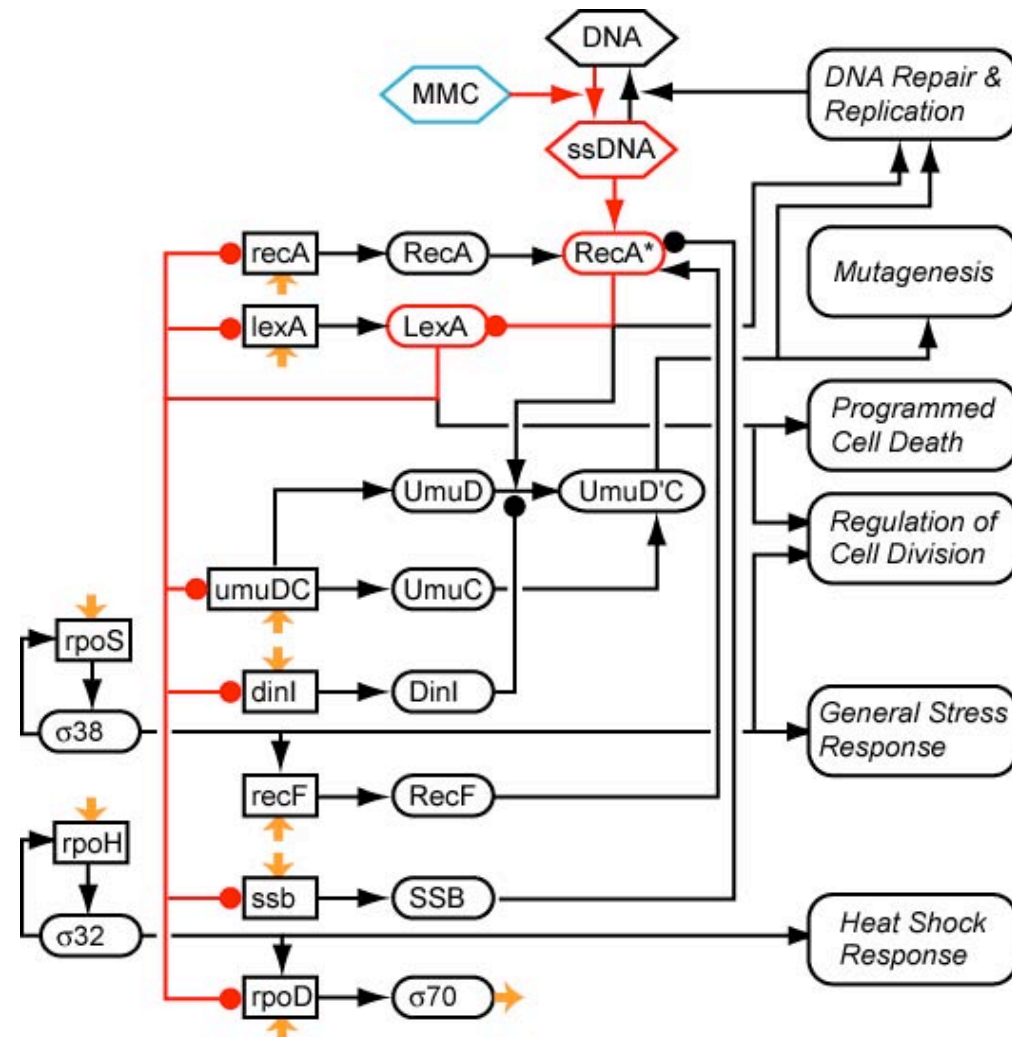 DNA
MMC
DNA Repair &
Replication
ssDNA
recA
RecA
RecA*
Mutagenesis
lexA
LexA
Programmed
Cell Death
UmuD
UmuD'C
Regulation of
Cell Division
umuDC
UmuC
rpoS
dinI
DinI
σ38
General Stress
Response
recF
RecF
rpoH
ssb
SSB
σ32
Heat Shock
Response
rpoD
σ70